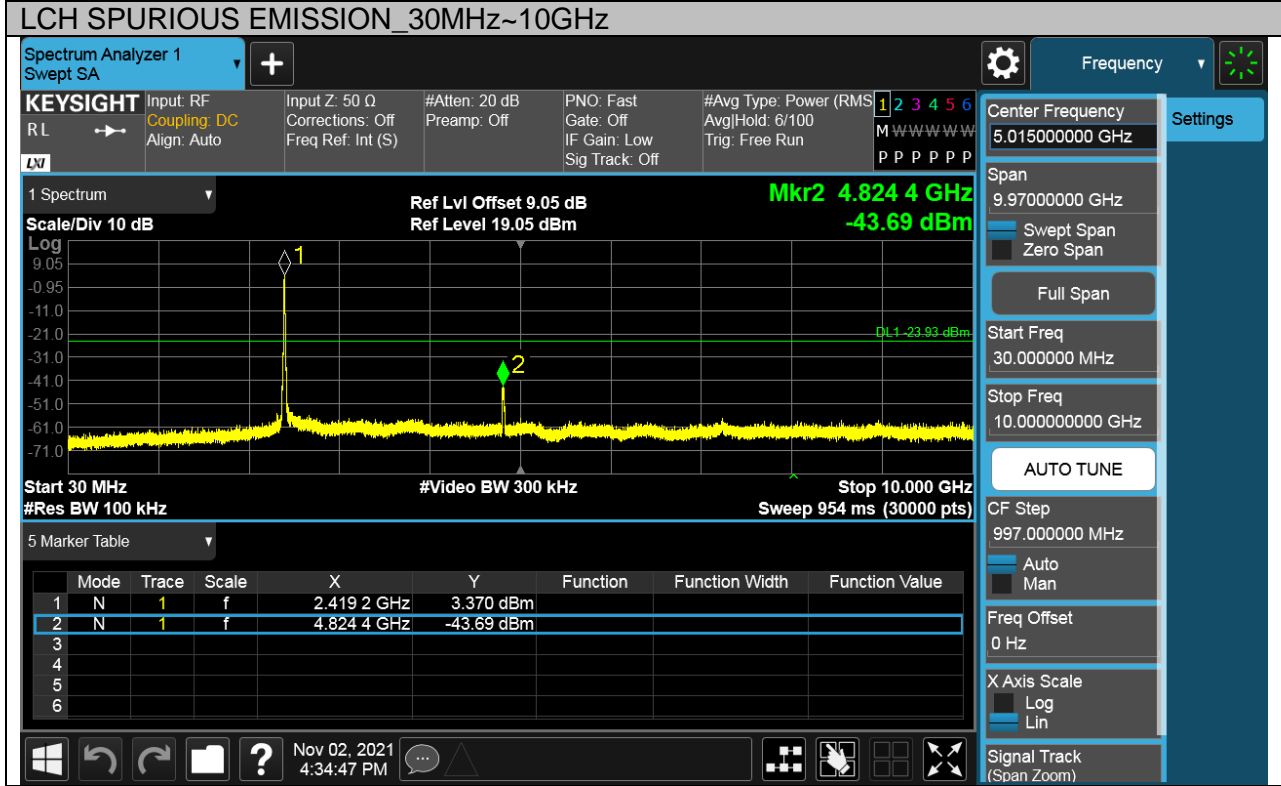 LCH SPURIOUS EMISSION_30MHz~10GHz
Spectrum Analyzer 1
Swept SA
+
Frequency
KEYSIGHT
RL
LXI
Input: RF
Coupling: DC
Align: Auto
Input Z: 50 Ω
Corrections: Off
Freq Ref: Int (S)
#Atten: 20 dB
Preamp: Off
PNO: Fast
Gate: Off
IF Gain: Low
Sig Track: Off
#Avg Type: Power (RMS
Avg|Hold: 6/100
Trig: Free Run
1 2 3 4 5 6
M W W W W W
P P P P P P
1 Spectrum
Scale/Div 10 dB
Ref Lvl Offset 9.05 dB
Ref Level 19.05 dBm
Mkr2 4.824 4 GHz
-43.69 dBm
Log
9.05
-0.95
-11.0
-21.0
-31.0
-41.0
-51.0
-61.0
-71.0
1
2
DL1 -23.93 dBm
Start 30 MHz
#Video BW 300 kHz
Stop 10.000 GHz
#Res BW 100 kHz
Sweep 954 ms (30000 pts)
5 Marker Table
Mode Trace Scale X Y Function Function Width Function Value
1 N 1 f 2.419 2 GHz 3.370 dBm
2 N 1 f 4.824 4 GHz -43.69 dBm
3
4
5
6
Nov 02, 2021
4:34:47 PM
?
Center Frequency
5.015000000 GHz
Settings
Span
9.97000000 GHz
Swept Span
Zero Span
Full Span
Start Freq
30.000000 MHz
Stop Freq
10.000000000 GHz
AUTO TUNE
CF Step
997.000000 MHz
Auto
Man
Freq Offset
0 Hz
X Axis Scale
Log
Lin
Signal Track
(Span Zoom)